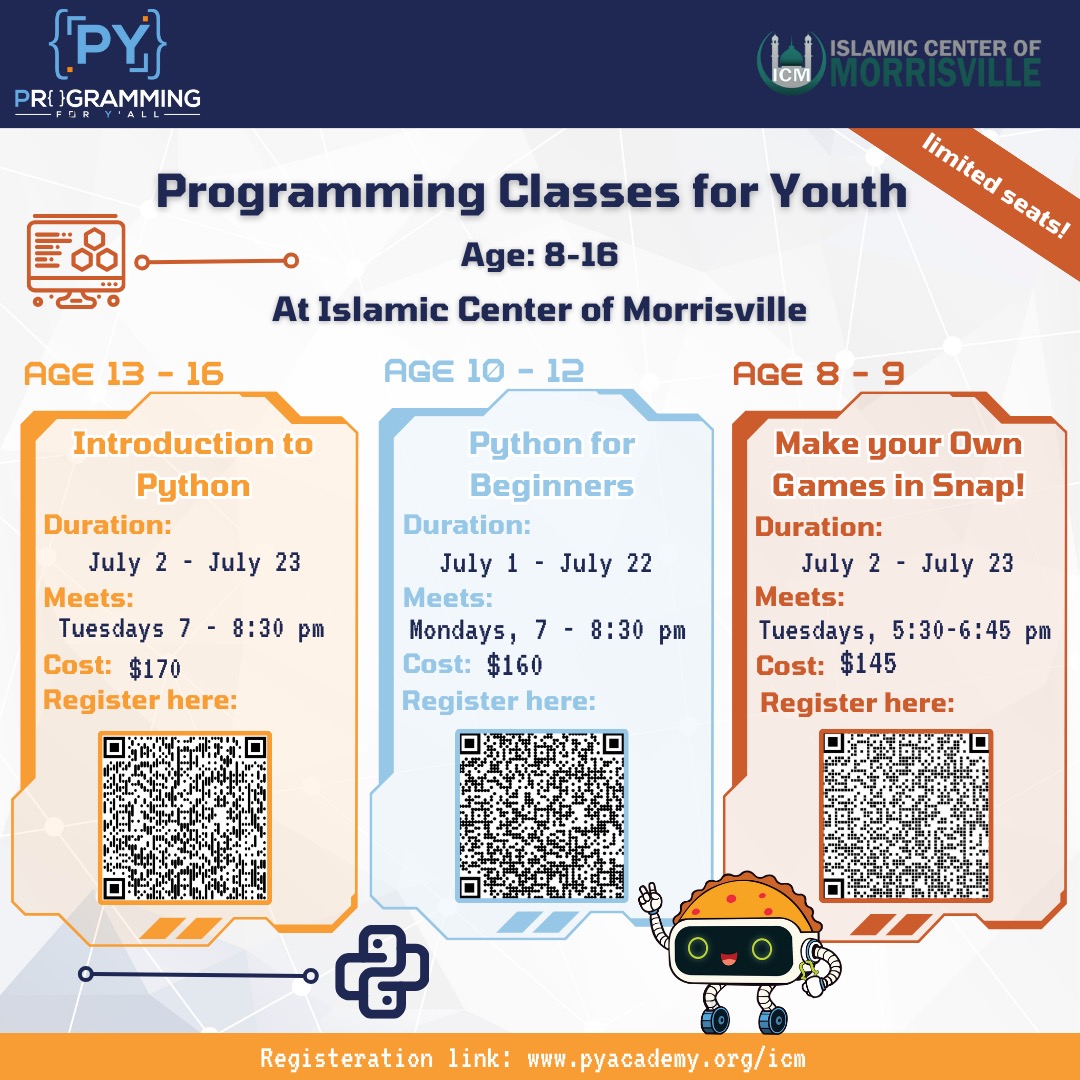 {PY}
PR{ }GRAMMING
FOR Y'ALL
ICM
ISLAMIC CENTER OF
MORRISVILLE
limited seats!
Programming Classes for Youth
Age: 8-16
At Islamic Center of Morrisville
AGE 13 - 16
Introduction to
Python
Duration:
July 2 - July 23
Meets:
Tuesdays 7 - 8:30 pm
Cost: $170
Register here:
AGE 10 - 12
Python for
Beginners
Duration:
July 1 - July 22
Meets:
Mondays, 7 - 8:30 pm
Cost: $160
Register here:
AGE 8 - 9
Make your Own
Games in Snap!
Duration:
July 2 - July 23
Meets:
Tuesdays, 5:30-6:45 pm
Cost: $145
Register here:
Registeration link: www.pyacademy.org/icm